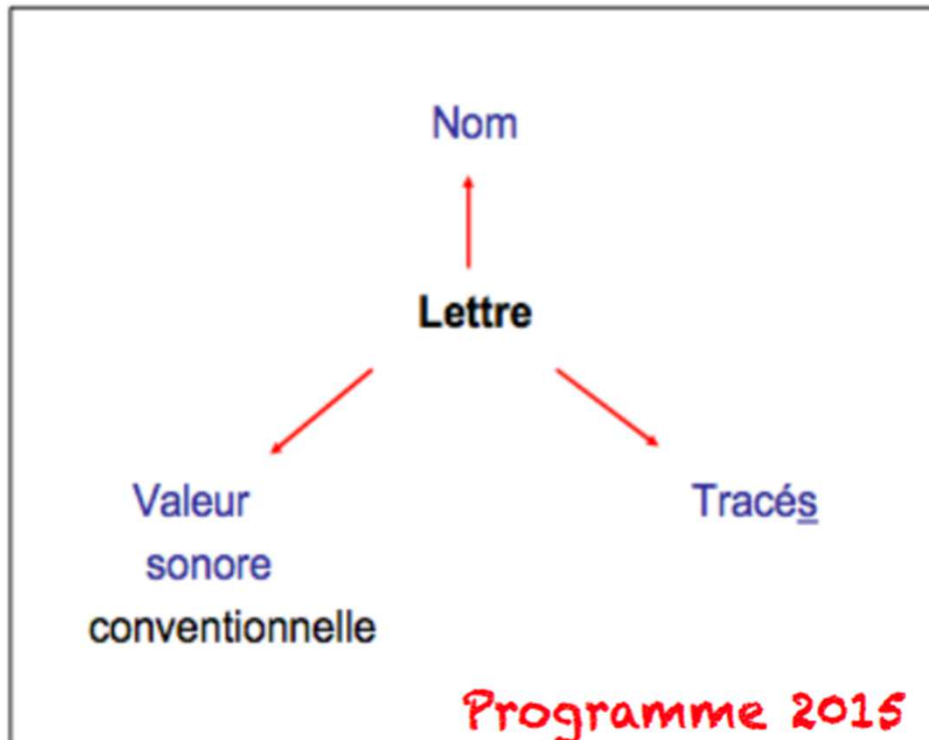 Nom
Lettre
Valeur
sonore
conventionnelle
Tracés
Programme 2015